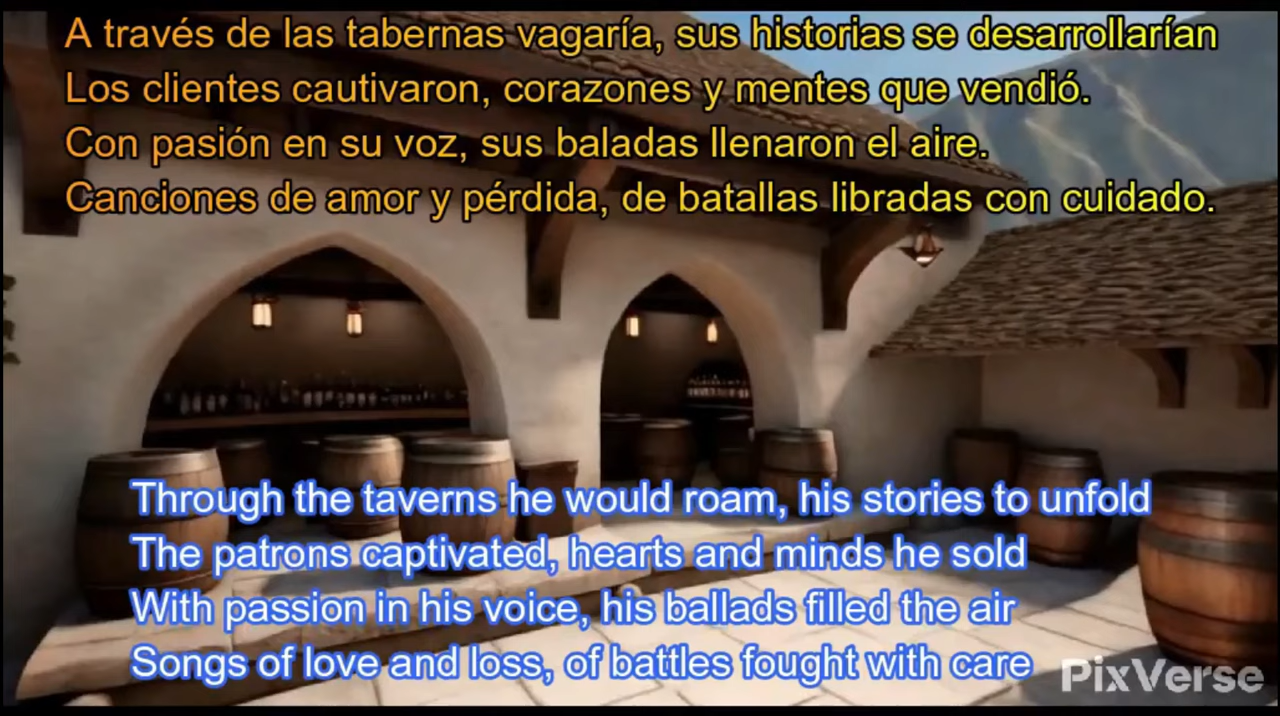 A través de las tabernas vagaría, sus historias se desarrollarían
Los clientes cautivaron, corazones y mentes que vendió.
Con pasión en su voz, sus baladas llenaron el aire.
Canciones de amor y pérdida, de batallas libradas con cuidado.
Through the taverns he would roam, his stories to unfold
The patrons captivated, hearts and minds he sold
With passion in his voice, his ballads filled the air
Songs of love and loss, of battles fought with care
PixVerse